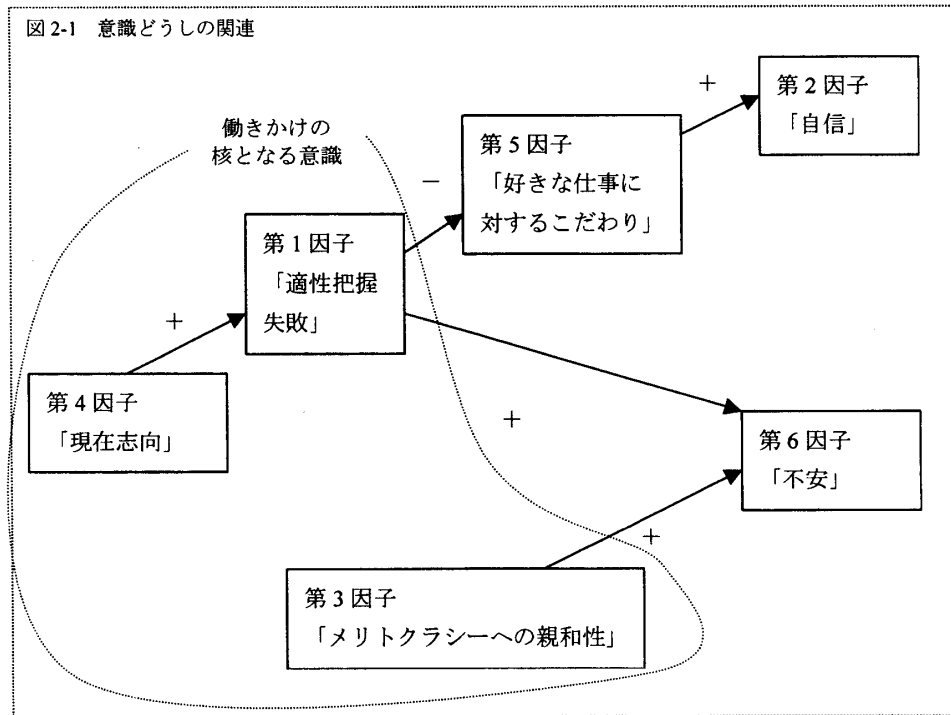 図 2-1　意識どうしの関連
働きかけの
核となる意識
＋
第 2 因子
「自信」
第 5 因子
「好きな仕事に
対するこだわり」
－
第 1 因子
「適性把握
失敗」
＋
第 4 因子
「現在志向」
＋
第 6 因子
「不安」
＋
第 3 因子
「メリトクラシーへの親和性」